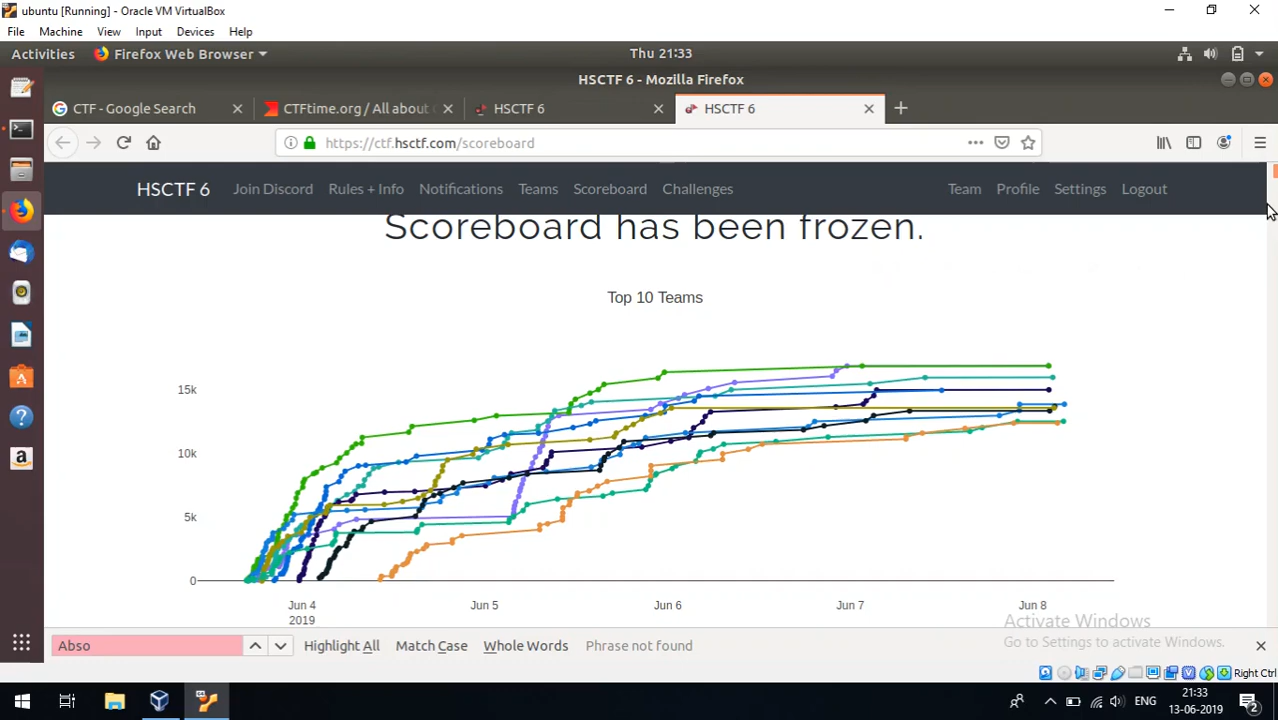 ubuntu [Running] - Oracle VM VirtualBox
File Machine View Input Devices Help
Activities Firefox Web Browser Thu 21:33
HSCTF 6 - Mozilla Firefox
CTF - Google Search CTFtime.org / All about HSCTF 6 HSCTF 6
https://ctf.hsctf.com/scoreboard
HSCTF 6 Join Discord Rules + Info Notifications Teams Scoreboard Challenges Team Profile Settings Logout
Scoreboard has been frozen.
Top 10 Teams
15k
10k
5k
0
Jun 4 Jun 5 Jun 6 Jun 7 Jun 8
2019
Activate Windows
Go to Settings to activate Windows.
Abso Highlight All Match Case Whole Words Phrase not found
Right Ctrl
ENG 21:33
13-06-2019 2